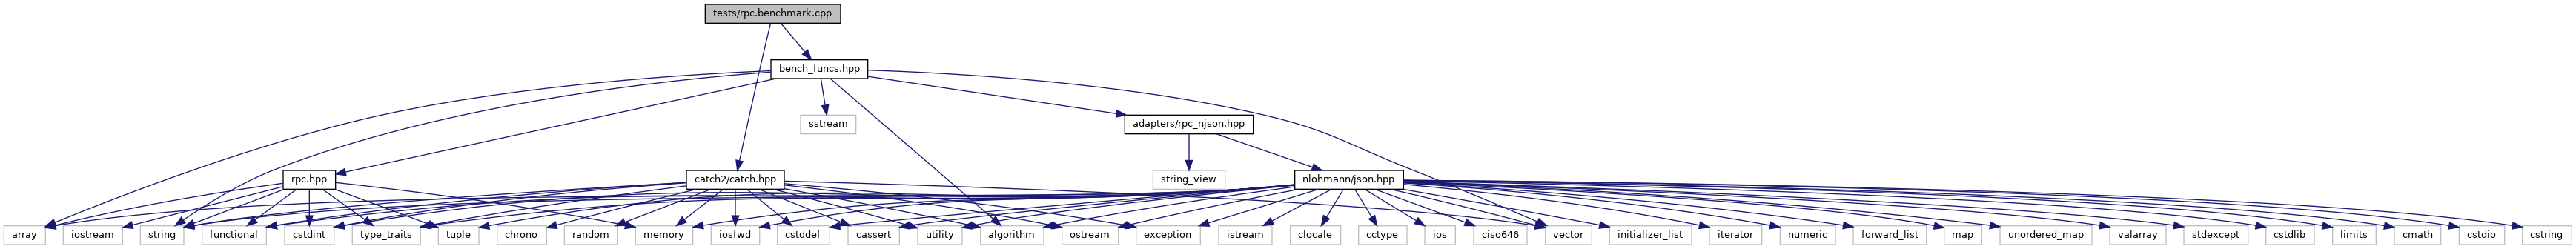 tests/rpc.benchmark.cpp
bench_funcs.hpp
sstream
adapters/rpc_njson.hpp
rpc.hpp
catch2/catch.hpp
string_view
nlohmann/json.hpp
array
iostream
string
functional
cstdint
type_traits
tuple
chrono
random
memory
iosfwd
cstddef
cassert
utility
algorithm
ostream
exception
istream
clocale
cctype
ios
ciso646
vector
initializer_list
iterator
numeric
forward_list
map
unordered_map
valarray
stdexcept
cstdlib
limits
cmath
cstdio
cstring